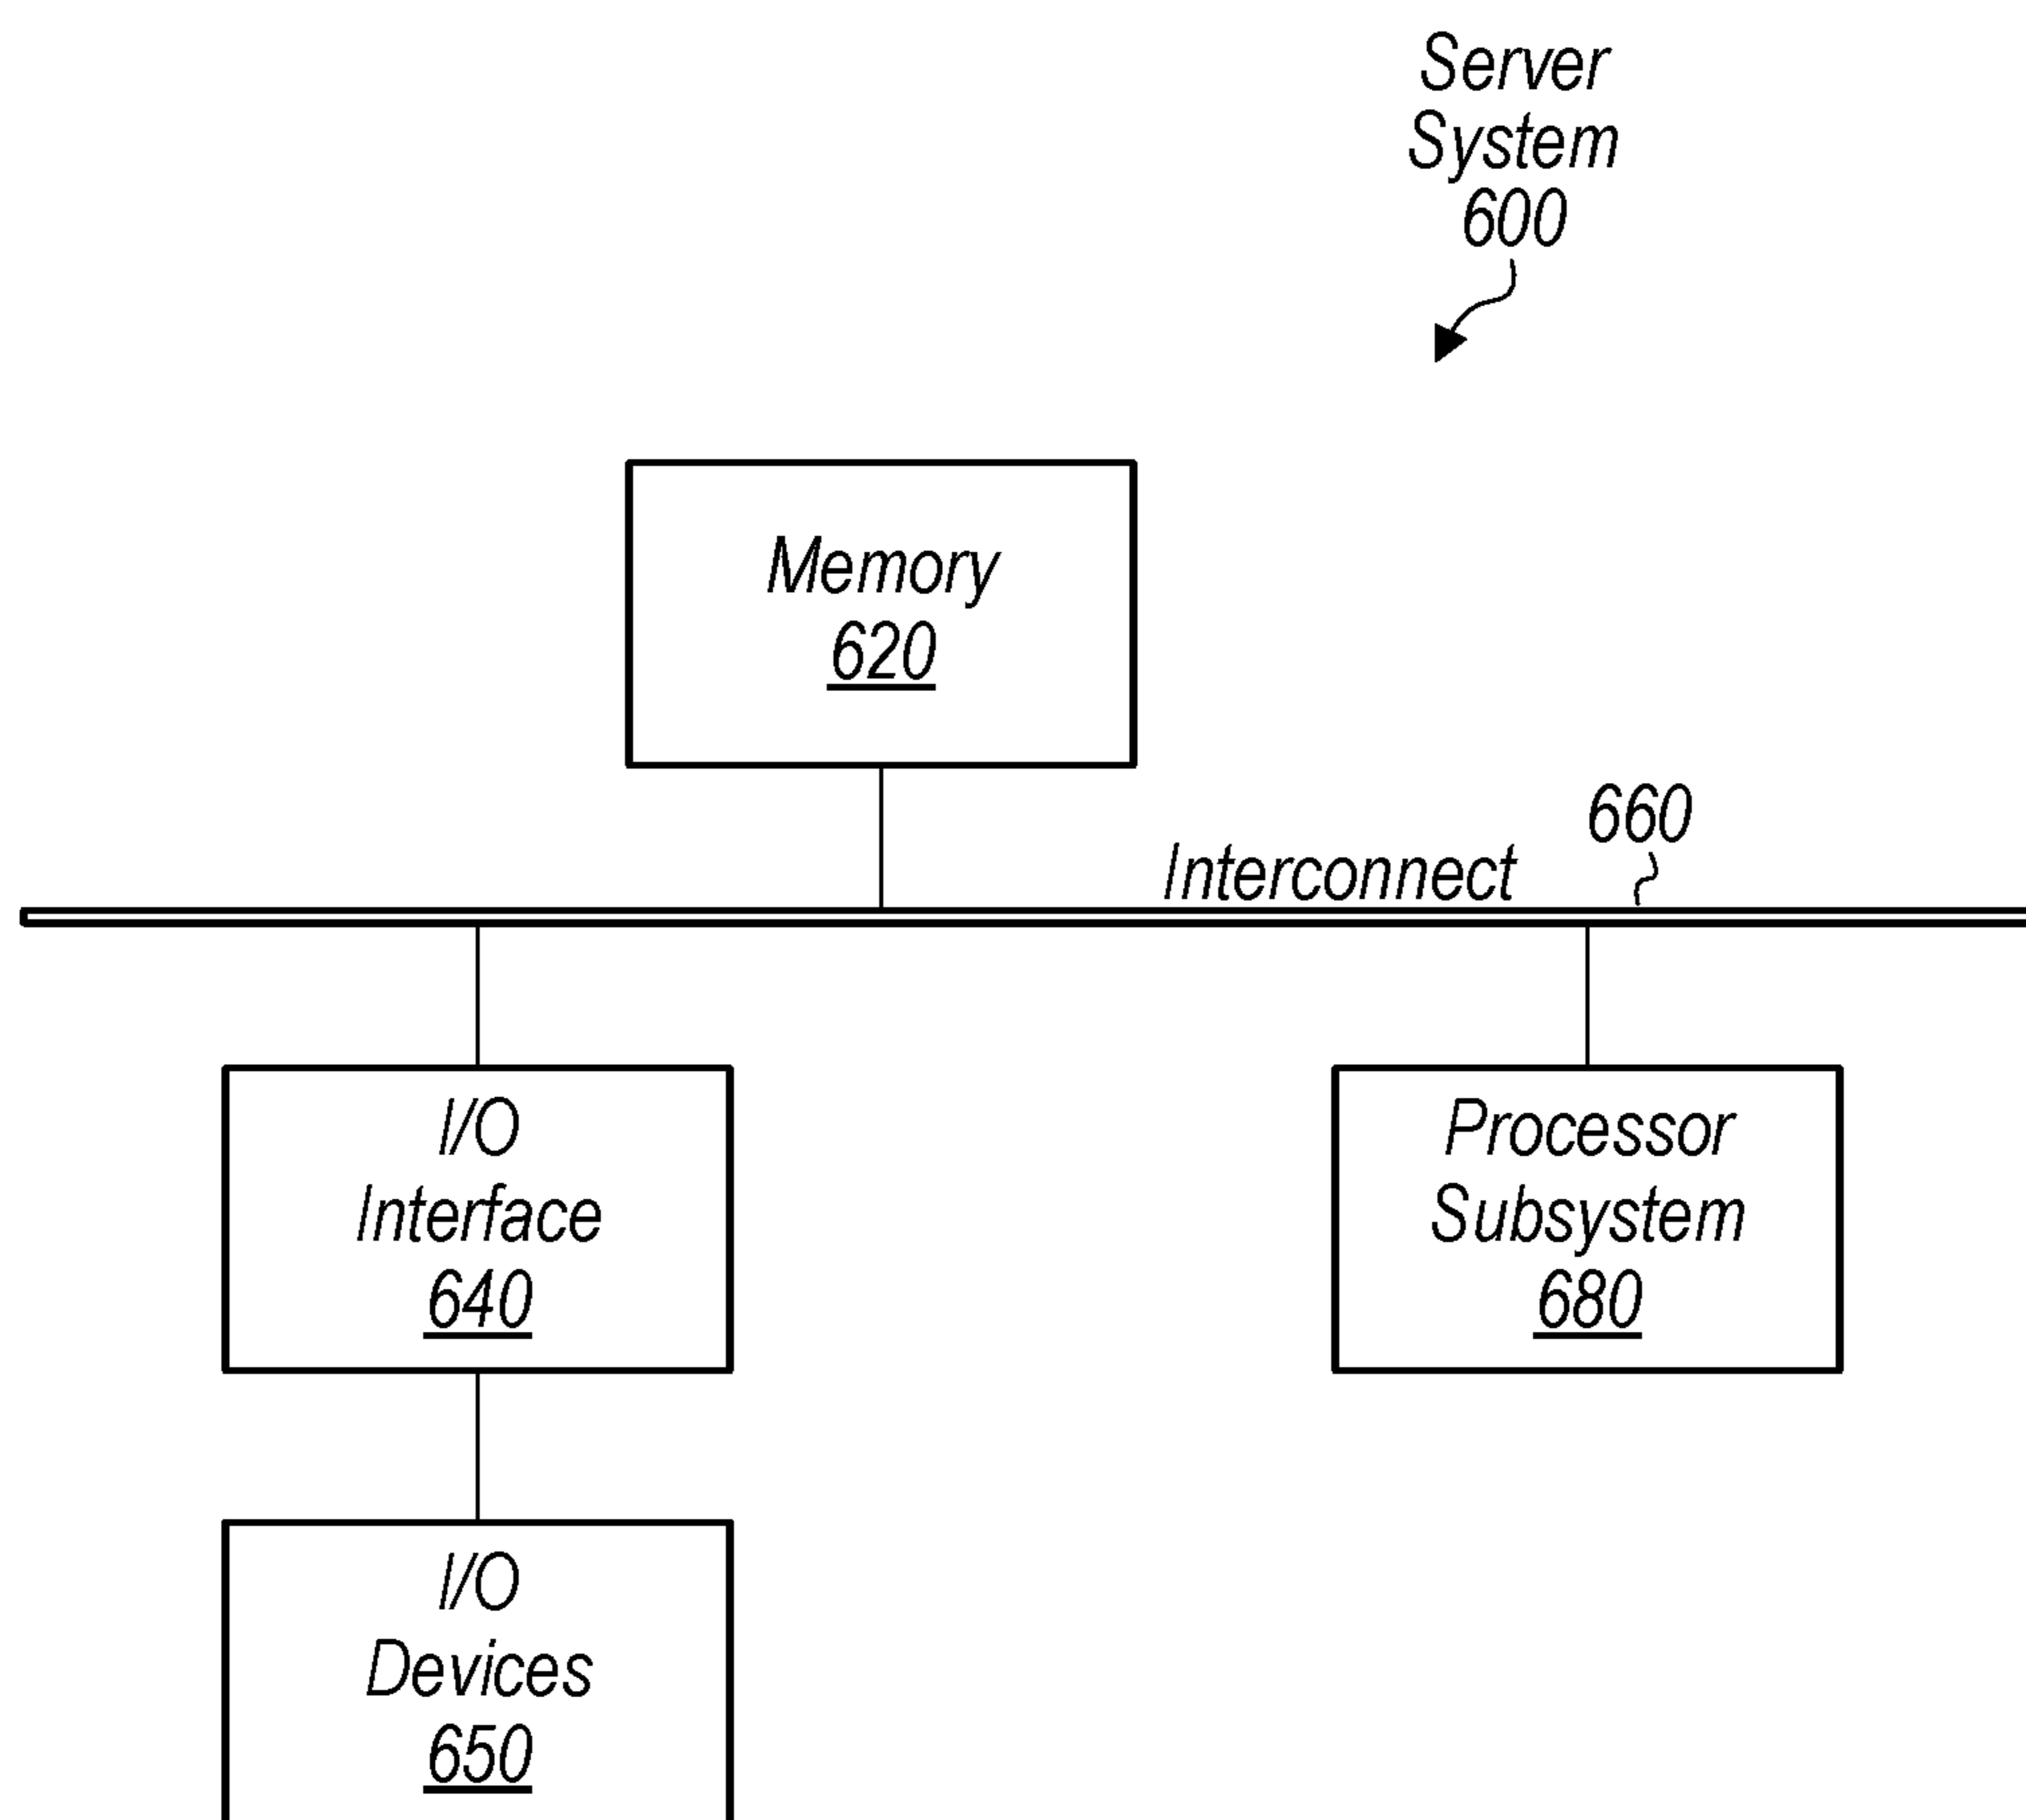 Server
System
600
Memory
620
660
Interconnect
I/O
Interface
640
Processor
Subsystem
680
I/O
Devices
650